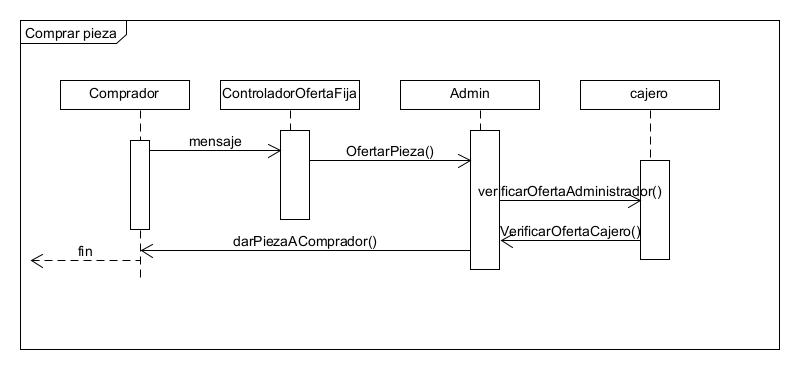 Comprar pieza
Comprador
ControladorOfertaFija
Admin
cajero
mensaje
OfertarPieza()
verificarOfertaAdministrador()
VerificarOfertaCajero()
darPiezaAComprador()
fin